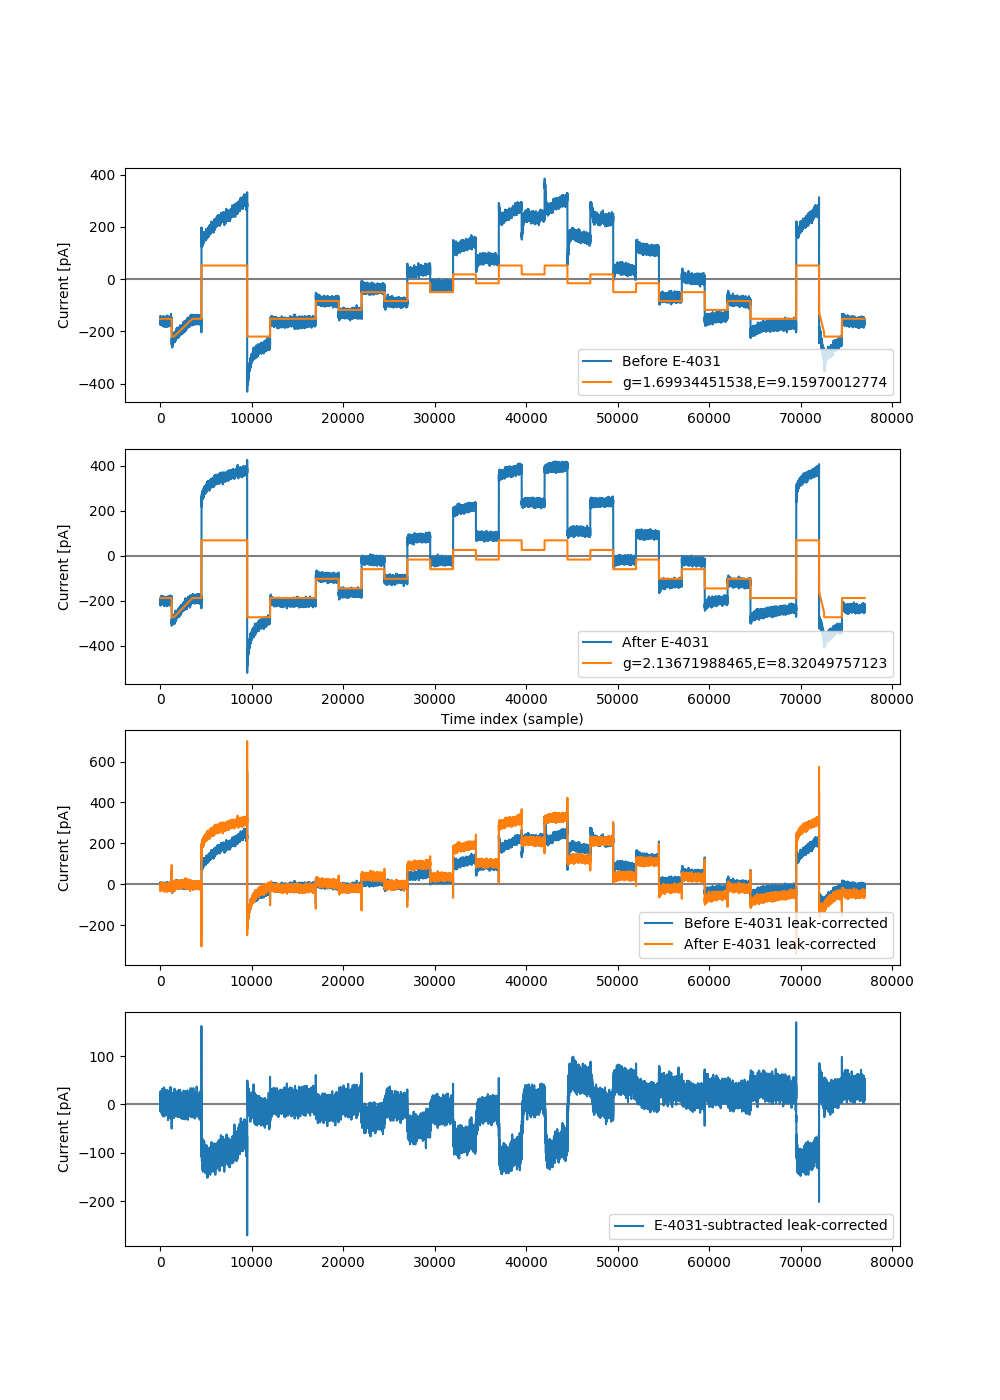 400
200
0
−200
−400
Current [pA]
Before E-4031
g=1.69934451538,E=9.15970012774
0 10000 20000 30000 40000 50000 60000 70000 80000
400
200
0
−200
−400
Current [pA]
After E-4031
g=2.13671988465,E=8.32049757123
0 10000 20000 30000 40000 50000 60000 70000 80000
Time index (sample)
600
400
200
0
−200
Current [pA]
Before E-4031 leak-corrected
After E-4031 leak-corrected
0 10000 20000 30000 40000 50000 60000 70000 80000
100
0
−100
−200
Current [pA]
E-4031-subtracted leak-corrected
0 10000 20000 30000 40000 50000 60000 70000 80000